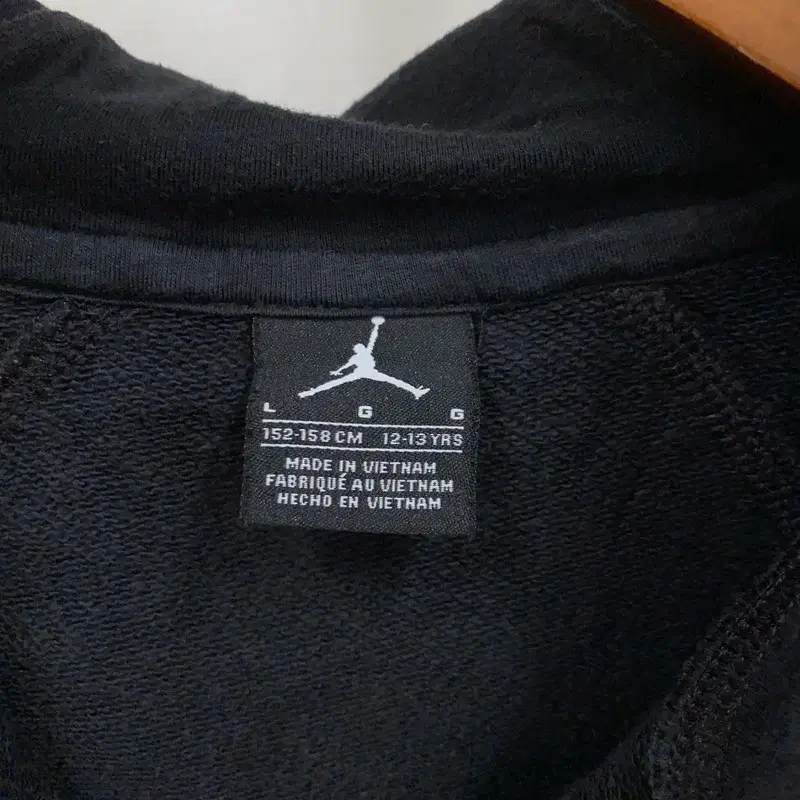 L G G
152-158 CM 12-13 YRS
MADE IN VIETNAM
FABRIQUÉ AU VIETNAM
HECHO EN VIETNAM